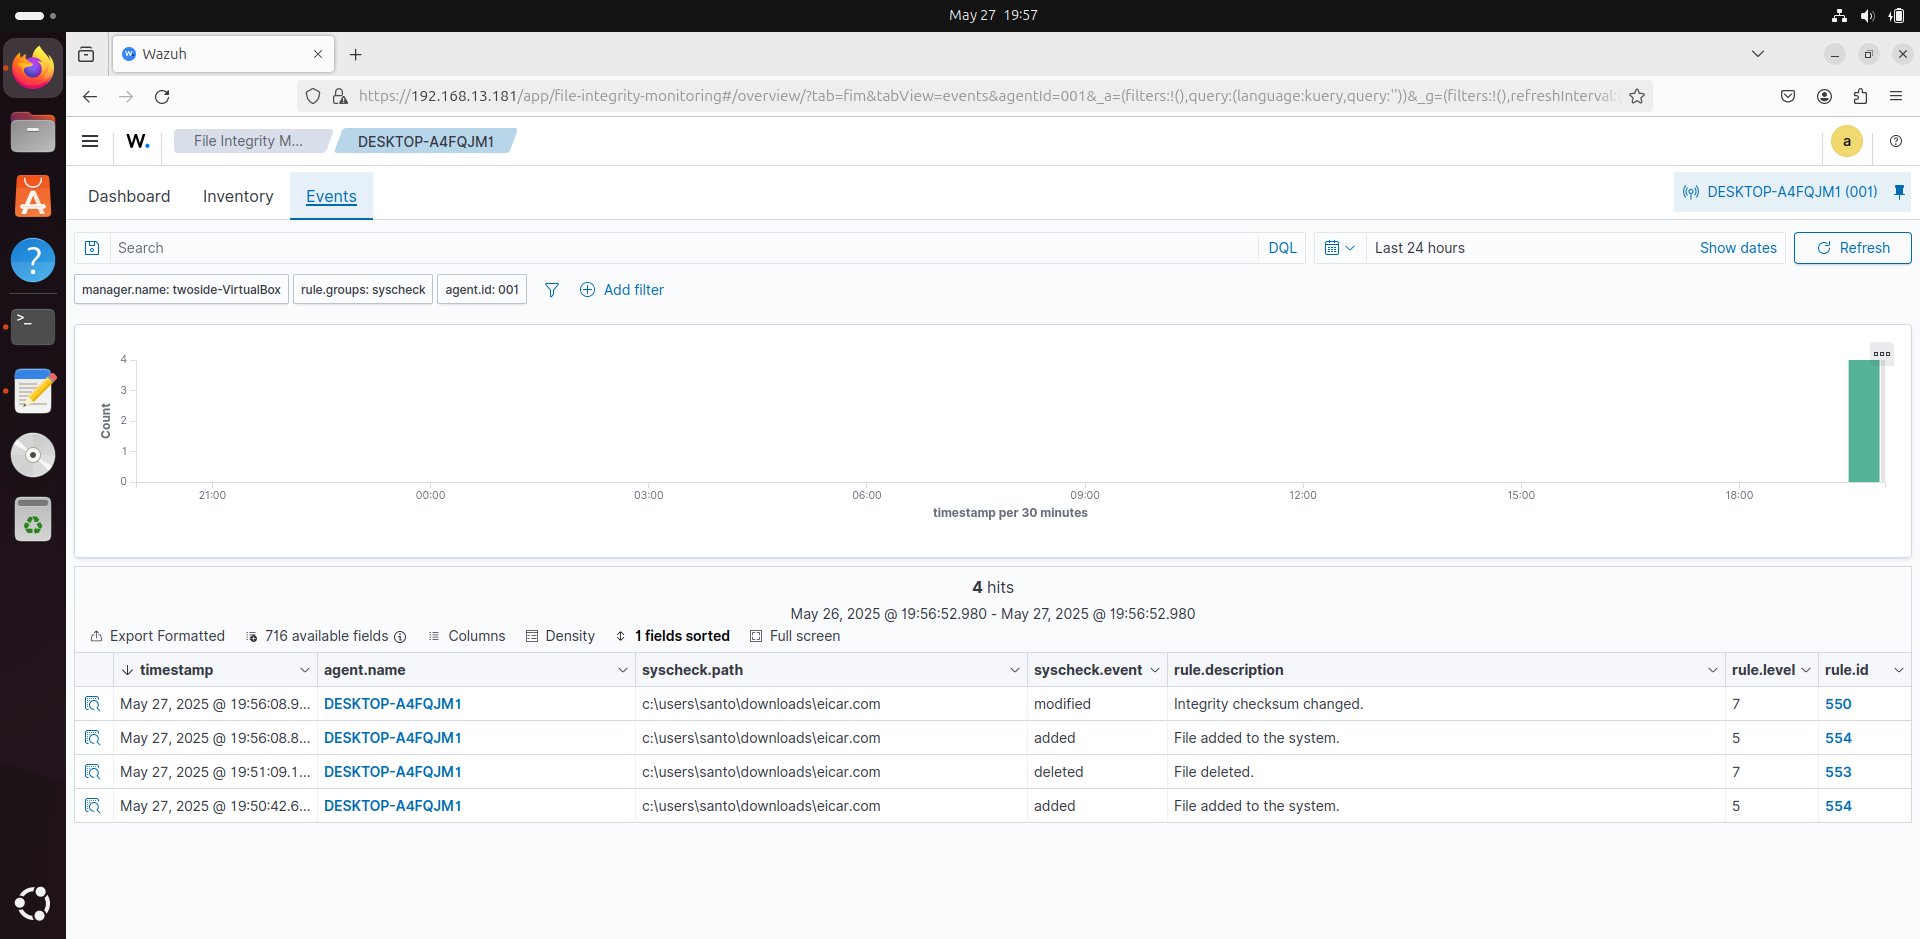 May 27 19:57
Wazuh
https://192.168.13.181/app/file-integrity-monitoring#/overview/?tab=fim&tabView=events&agentId=001&_a=(filters:!(),query:(language:kuery,query:''))&_g=(filters:!(),refreshInterval:
W. File Integrity M... DESKTOP-A4FQJM1 a
Dashboard Inventory Events DESKTOP-A4FQJM1 (001)
Search DQL Last 24 hours Show dates Refresh
manager.name: twoside-VirtualBox rule.groups: syscheck agent.id: 001 Add filter
4
3
2
1
0
Count
21:00 00:00 03:00 06:00 09:00 12:00 15:00 18:00
timestamp per 30 minutes
4 hits
May 26, 2025 @ 19:56:52.980 - May 27, 2025 @ 19:56:52.980
Export Formatted 716 available fields Columns Density 1 fields sorted Full screen
timestamp agent.name syscheck.path syscheck.event rule.description rule.level rule.id
May 27, 2025 @ 19:56:08.9... DESKTOP-A4FQJM1 c:\users\santo\downloads\eicar.com modified Integrity checksum changed. 7 550
May 27, 2025 @ 19:56:08.8... DESKTOP-A4FQJM1 c:\users\santo\downloads\eicar.com added File added to the system. 5 554
May 27, 2025 @ 19:51:09.1... DESKTOP-A4FQJM1 c:\users\santo\downloads\eicar.com deleted File deleted. 7 553
May 27, 2025 @ 19:50:42.6... DESKTOP-A4FQJM1 c:\users\santo\downloads\eicar.com added File added to the system. 5 554